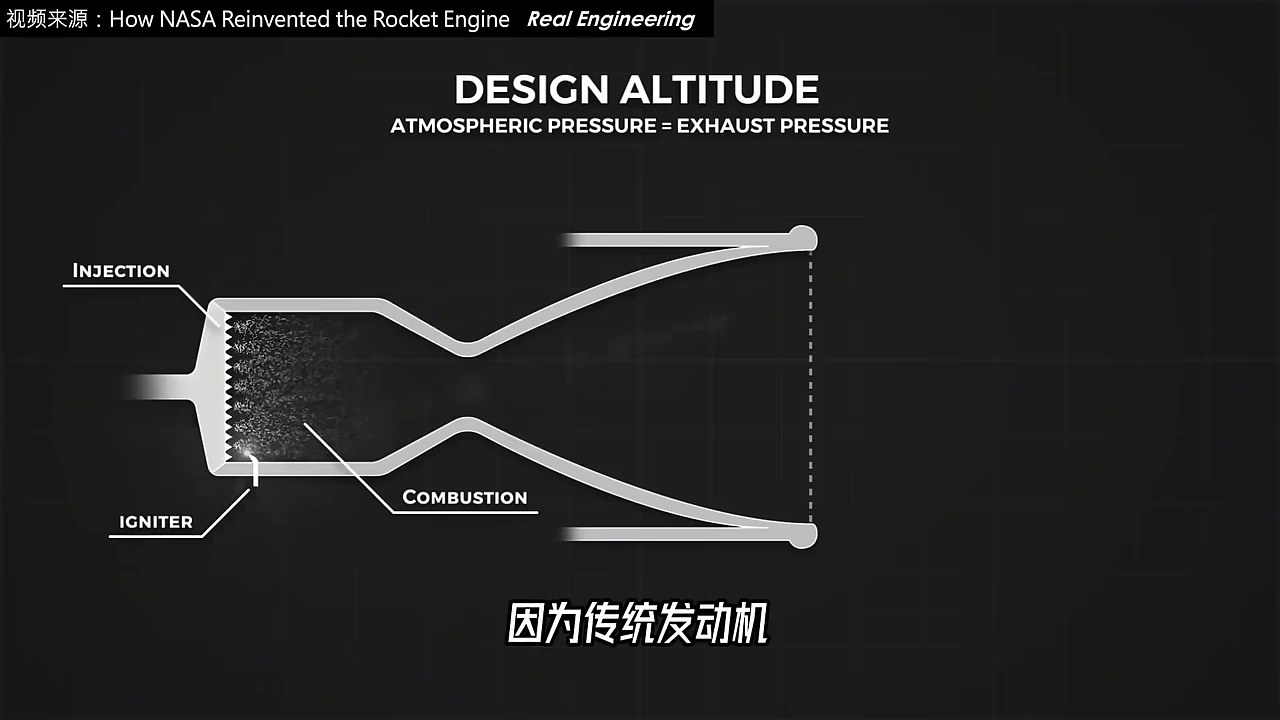 视频来源：How NASA Reinvented the Rocket Engine Real Engineering
DESIGN ALTITUDE
ATMOSPHERIC PRESSURE = EXHAUST PRESSURE
INJECTION
COMBUSTION
IGNITER
因为传统发动机